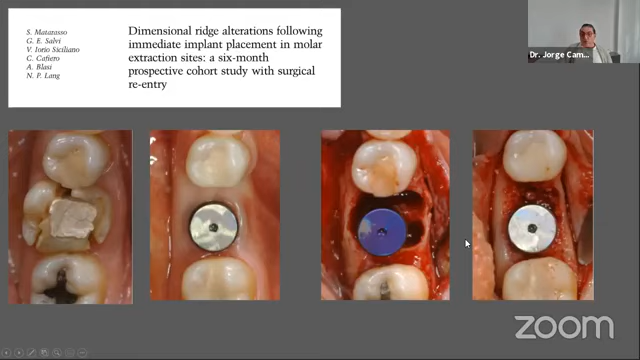 S. Matarasso
G. E. Salvi
V. Iorio Siciliano
C. Cafiero
A. Blasi
N. P. Lang
Dimensional ridge alterations following
immediate implant placement in molar
extraction sites: a six-month
prospective cohort study with surgical
re-entry
Dr. Jorge Cam...
zoom